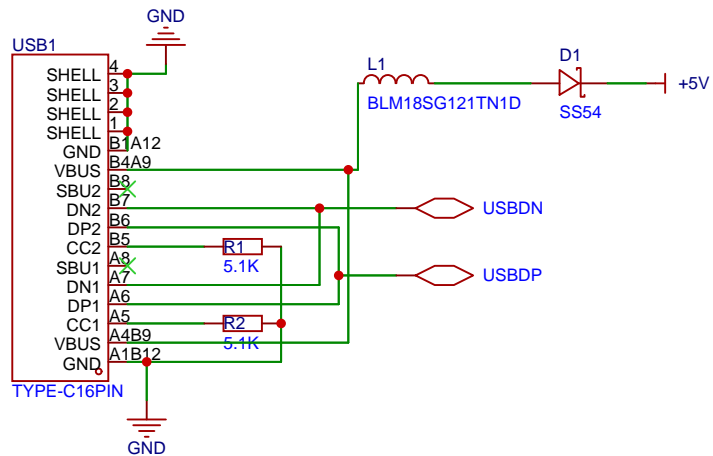 GND
USB1
SHELL 4
SHELL 3
SHELL 2
SHELL 1
GND B1A12
VBUS B4A9
SBU2 B8
DN2 B7
DP2 B6
CC2 B5
SBU1 A8
DN1 A7
DP1 A6
CC1 A5
VBUS A4B9
GND A1B12
TYPE-C16PIN
GND
R1
5.1K
R2
5.1K
L1
BLM18SG121TN1D
D1
SS54
+5V
USBDN
USBDP